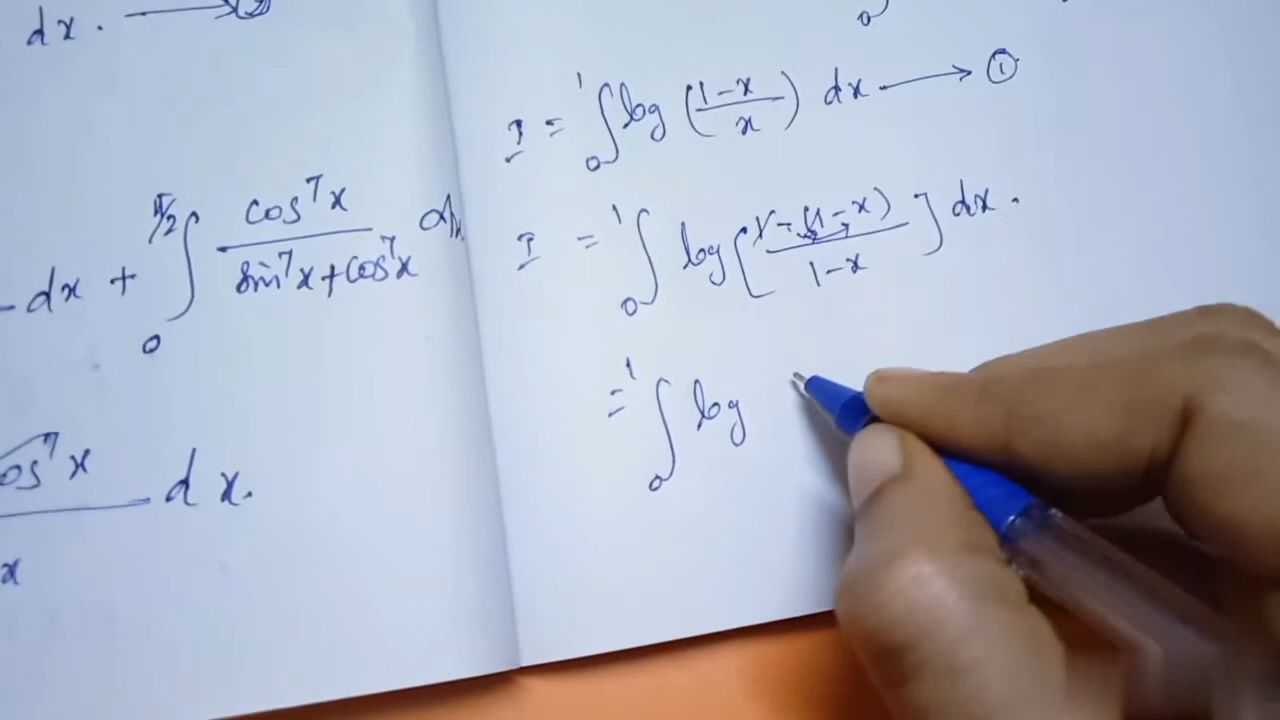 dx. ⟶ ②
- dx + ∫₀^(π/2) cos⁷x / (sin⁷x + cos⁷x) dx
cos⁷x / dx.
x
I = ∫₀¹ log ((1-x)/x) dx ⟶ ①
I = ∫₀¹ log [(1-(1-x))/(1-x)] dx.
= ∫₀¹ log